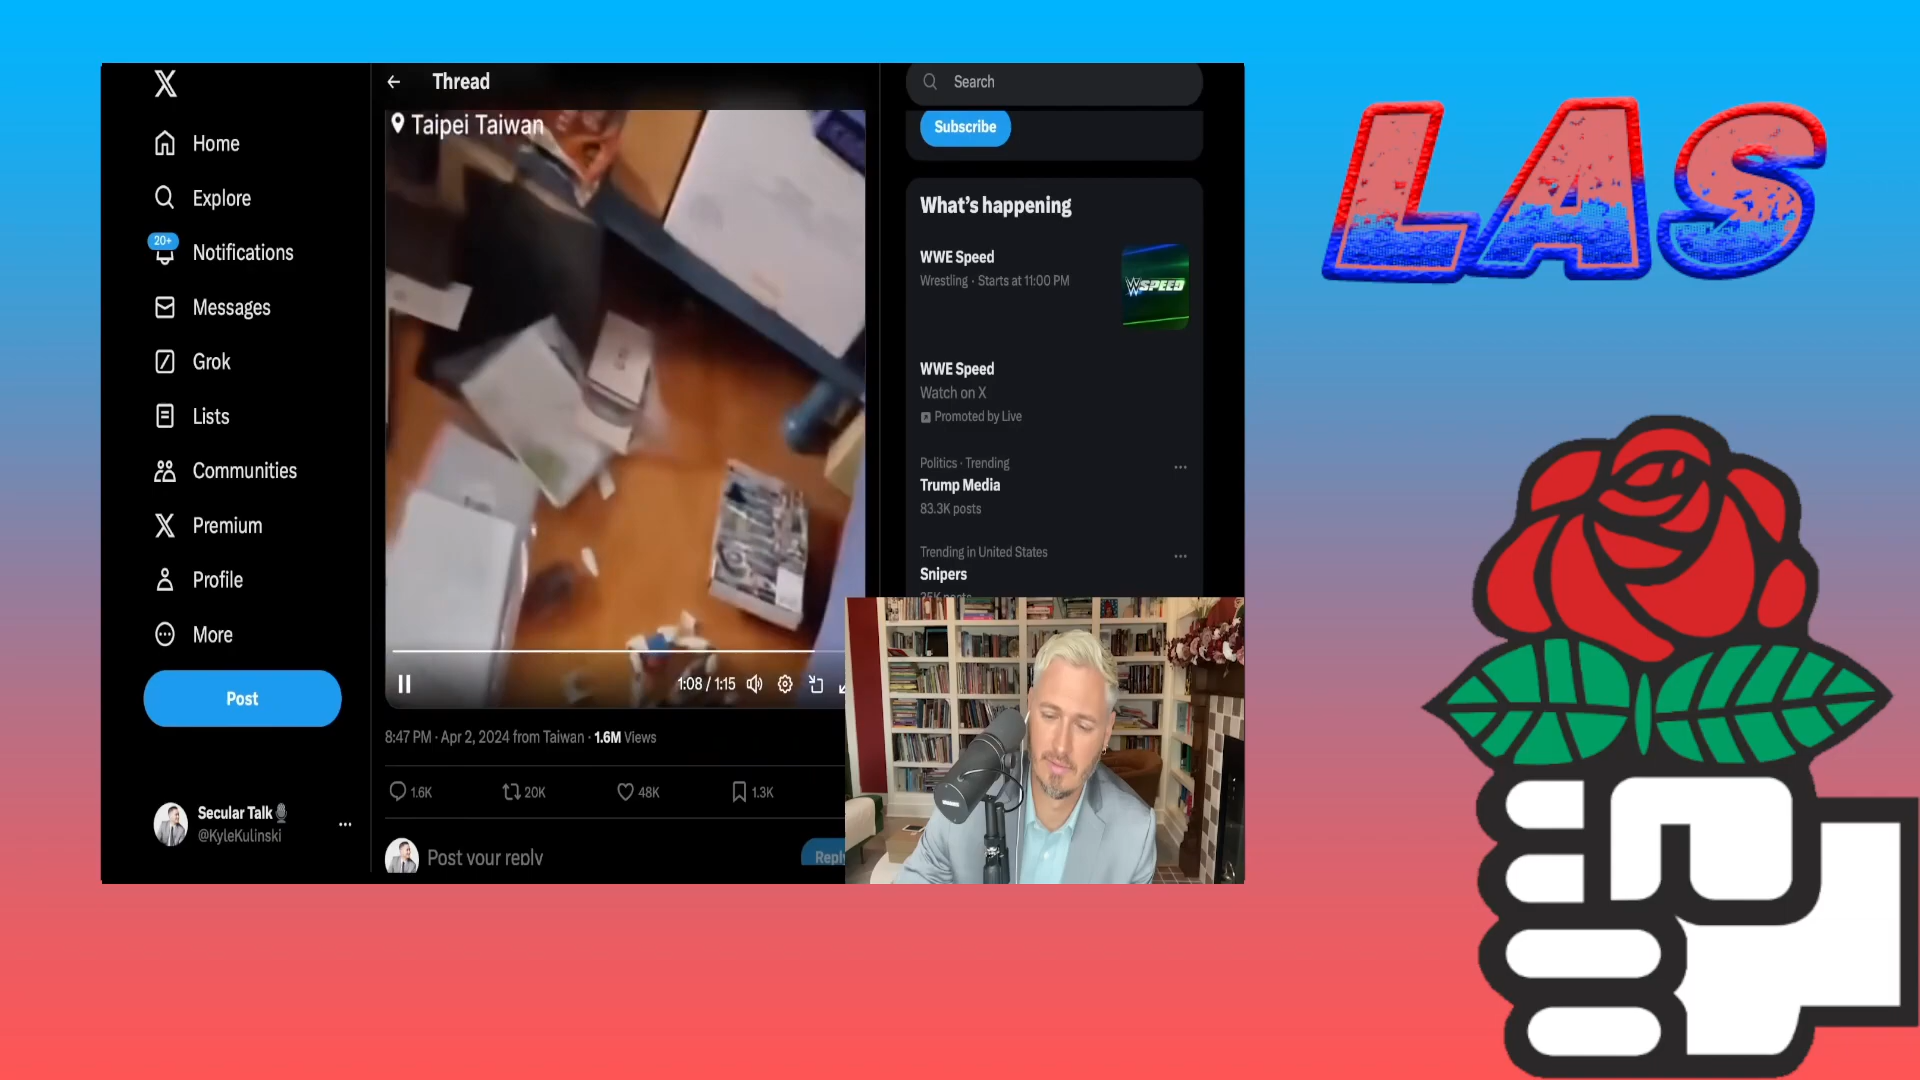 Thread
Search
Home
Explore
20+
Notifications
Messages
Grok
Lists
Communities
Premium
Profile
More
Post
Secular Talk
@KyleKulinski
Taipei Taiwan
1:08 / 1:15
8:47 PM · Apr 2, 2024 from Taiwan · 1.6M Views
1.6K 20K 48K 1.3K
Post your reply
Reply
Subscribe
What's happening
WWE Speed
Wrestling · Starts at 11:00 PM
SPEED
WWE Speed
Watch on X
Promoted by Live
Politics · Trending
Trump Media
83.3K posts
Trending in United States
Snipers
LAS